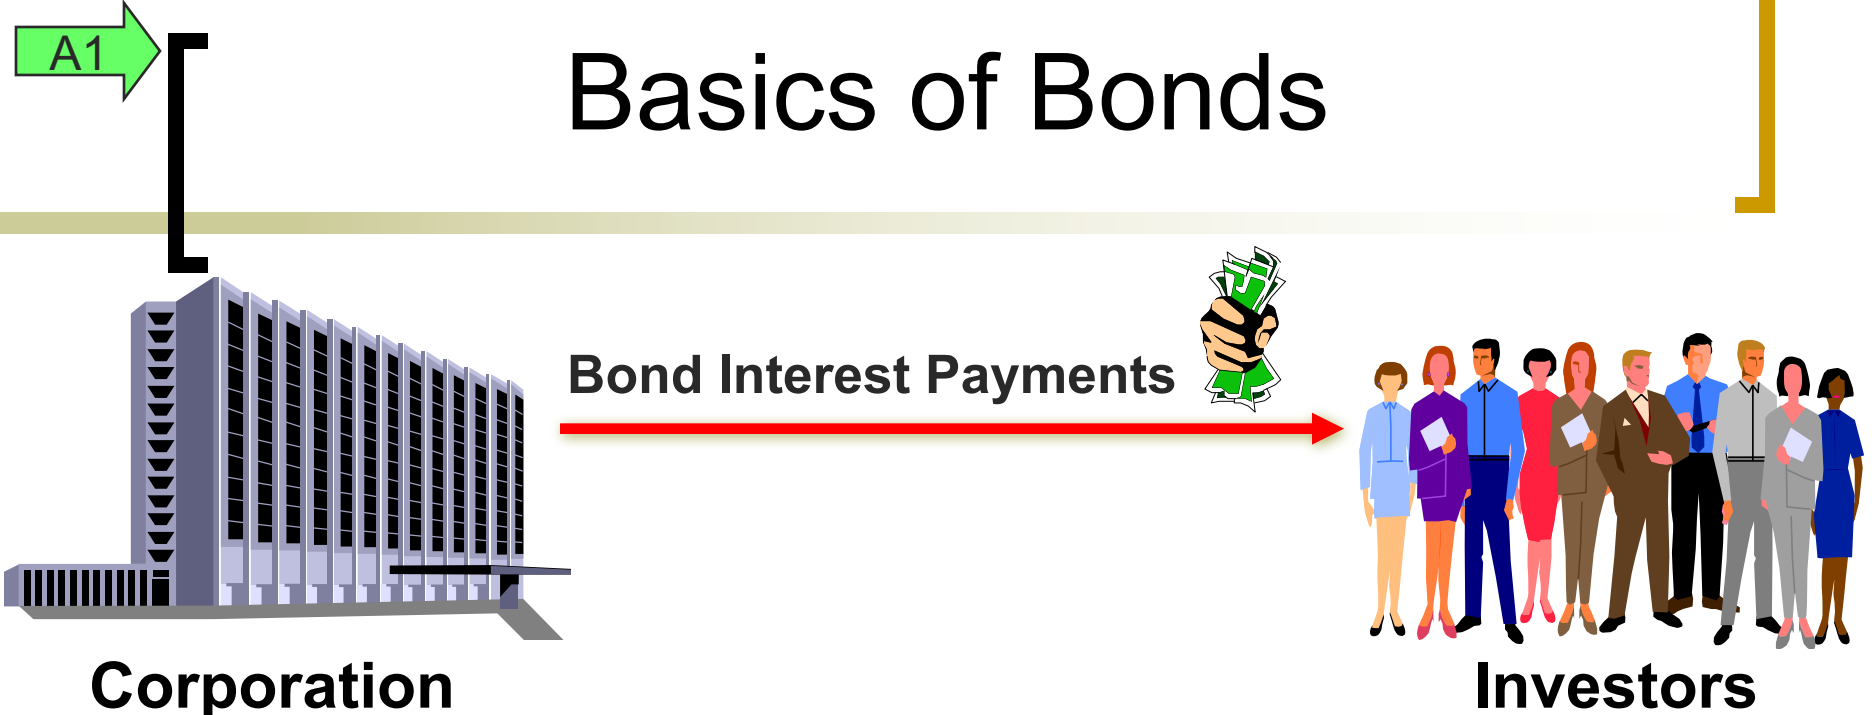 A1
Basics of Bonds
Bond Interest Payments
Corporation
Investors